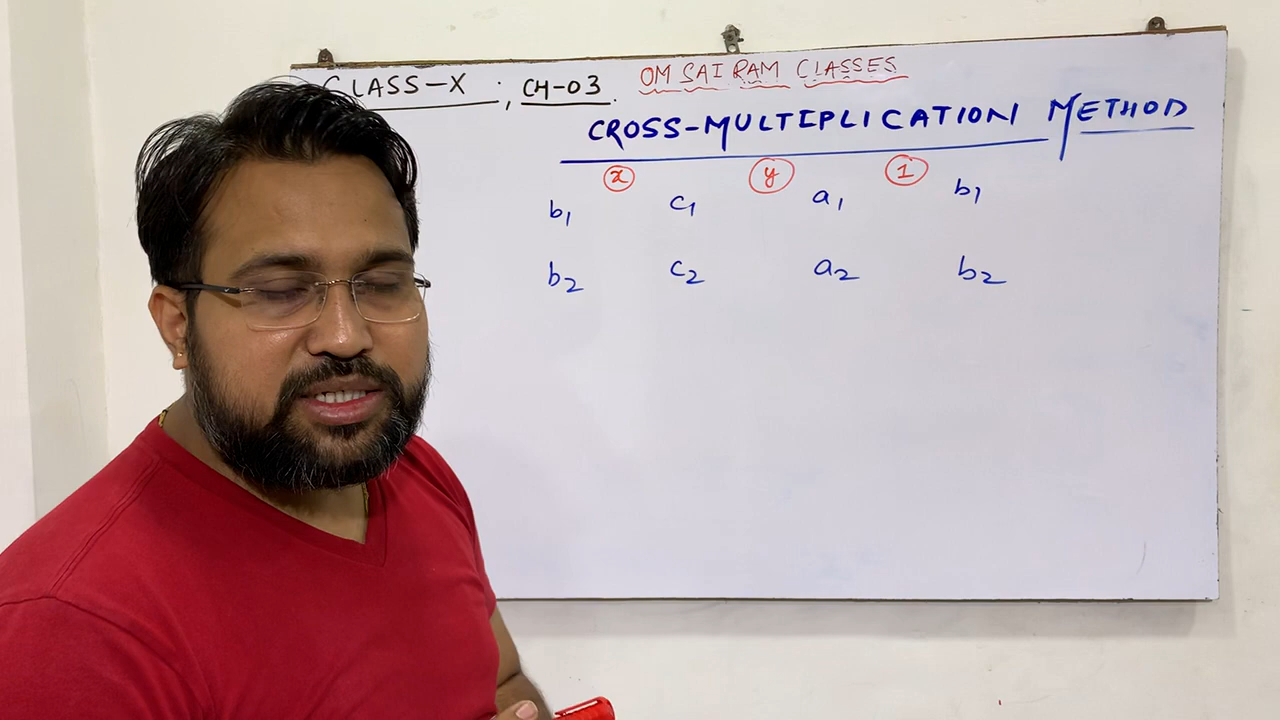 CLASS-X ; CH-03. OM SAI RAM CLASSES
CROSS-MULTIPLICATION METHOD
x y 1
b₁ c₁ a₁ b₁
b₂ c₂ a₂ b₂